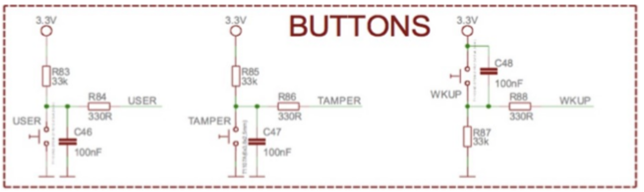 BUTTONS
3.3V
R83
33k
R84
330R
USER
USER
C46
100nF
3.3V
R85
33k
R86
330R
TAMPER
TAMPER
C47
100nF
3.3V
C48
100nF
WKUP
R88
330R
WKUP
R87
33k